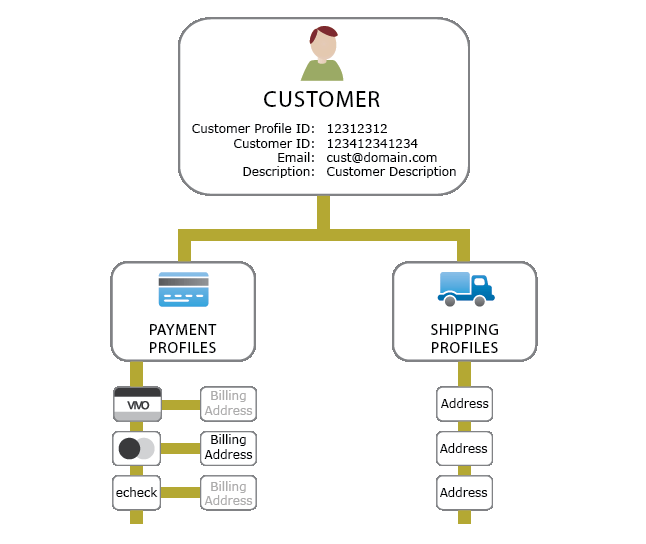 CUSTOMER
Customer Profile ID: 12312312
Customer ID: 123412341234
Email: cust@domain.com
Description: Customer Description
PAYMENT
PROFILES
SHIPPING
PROFILES
VIVO
Billing
Address
Address
Billing
Address
Address
echeck
Billing
Address
Address